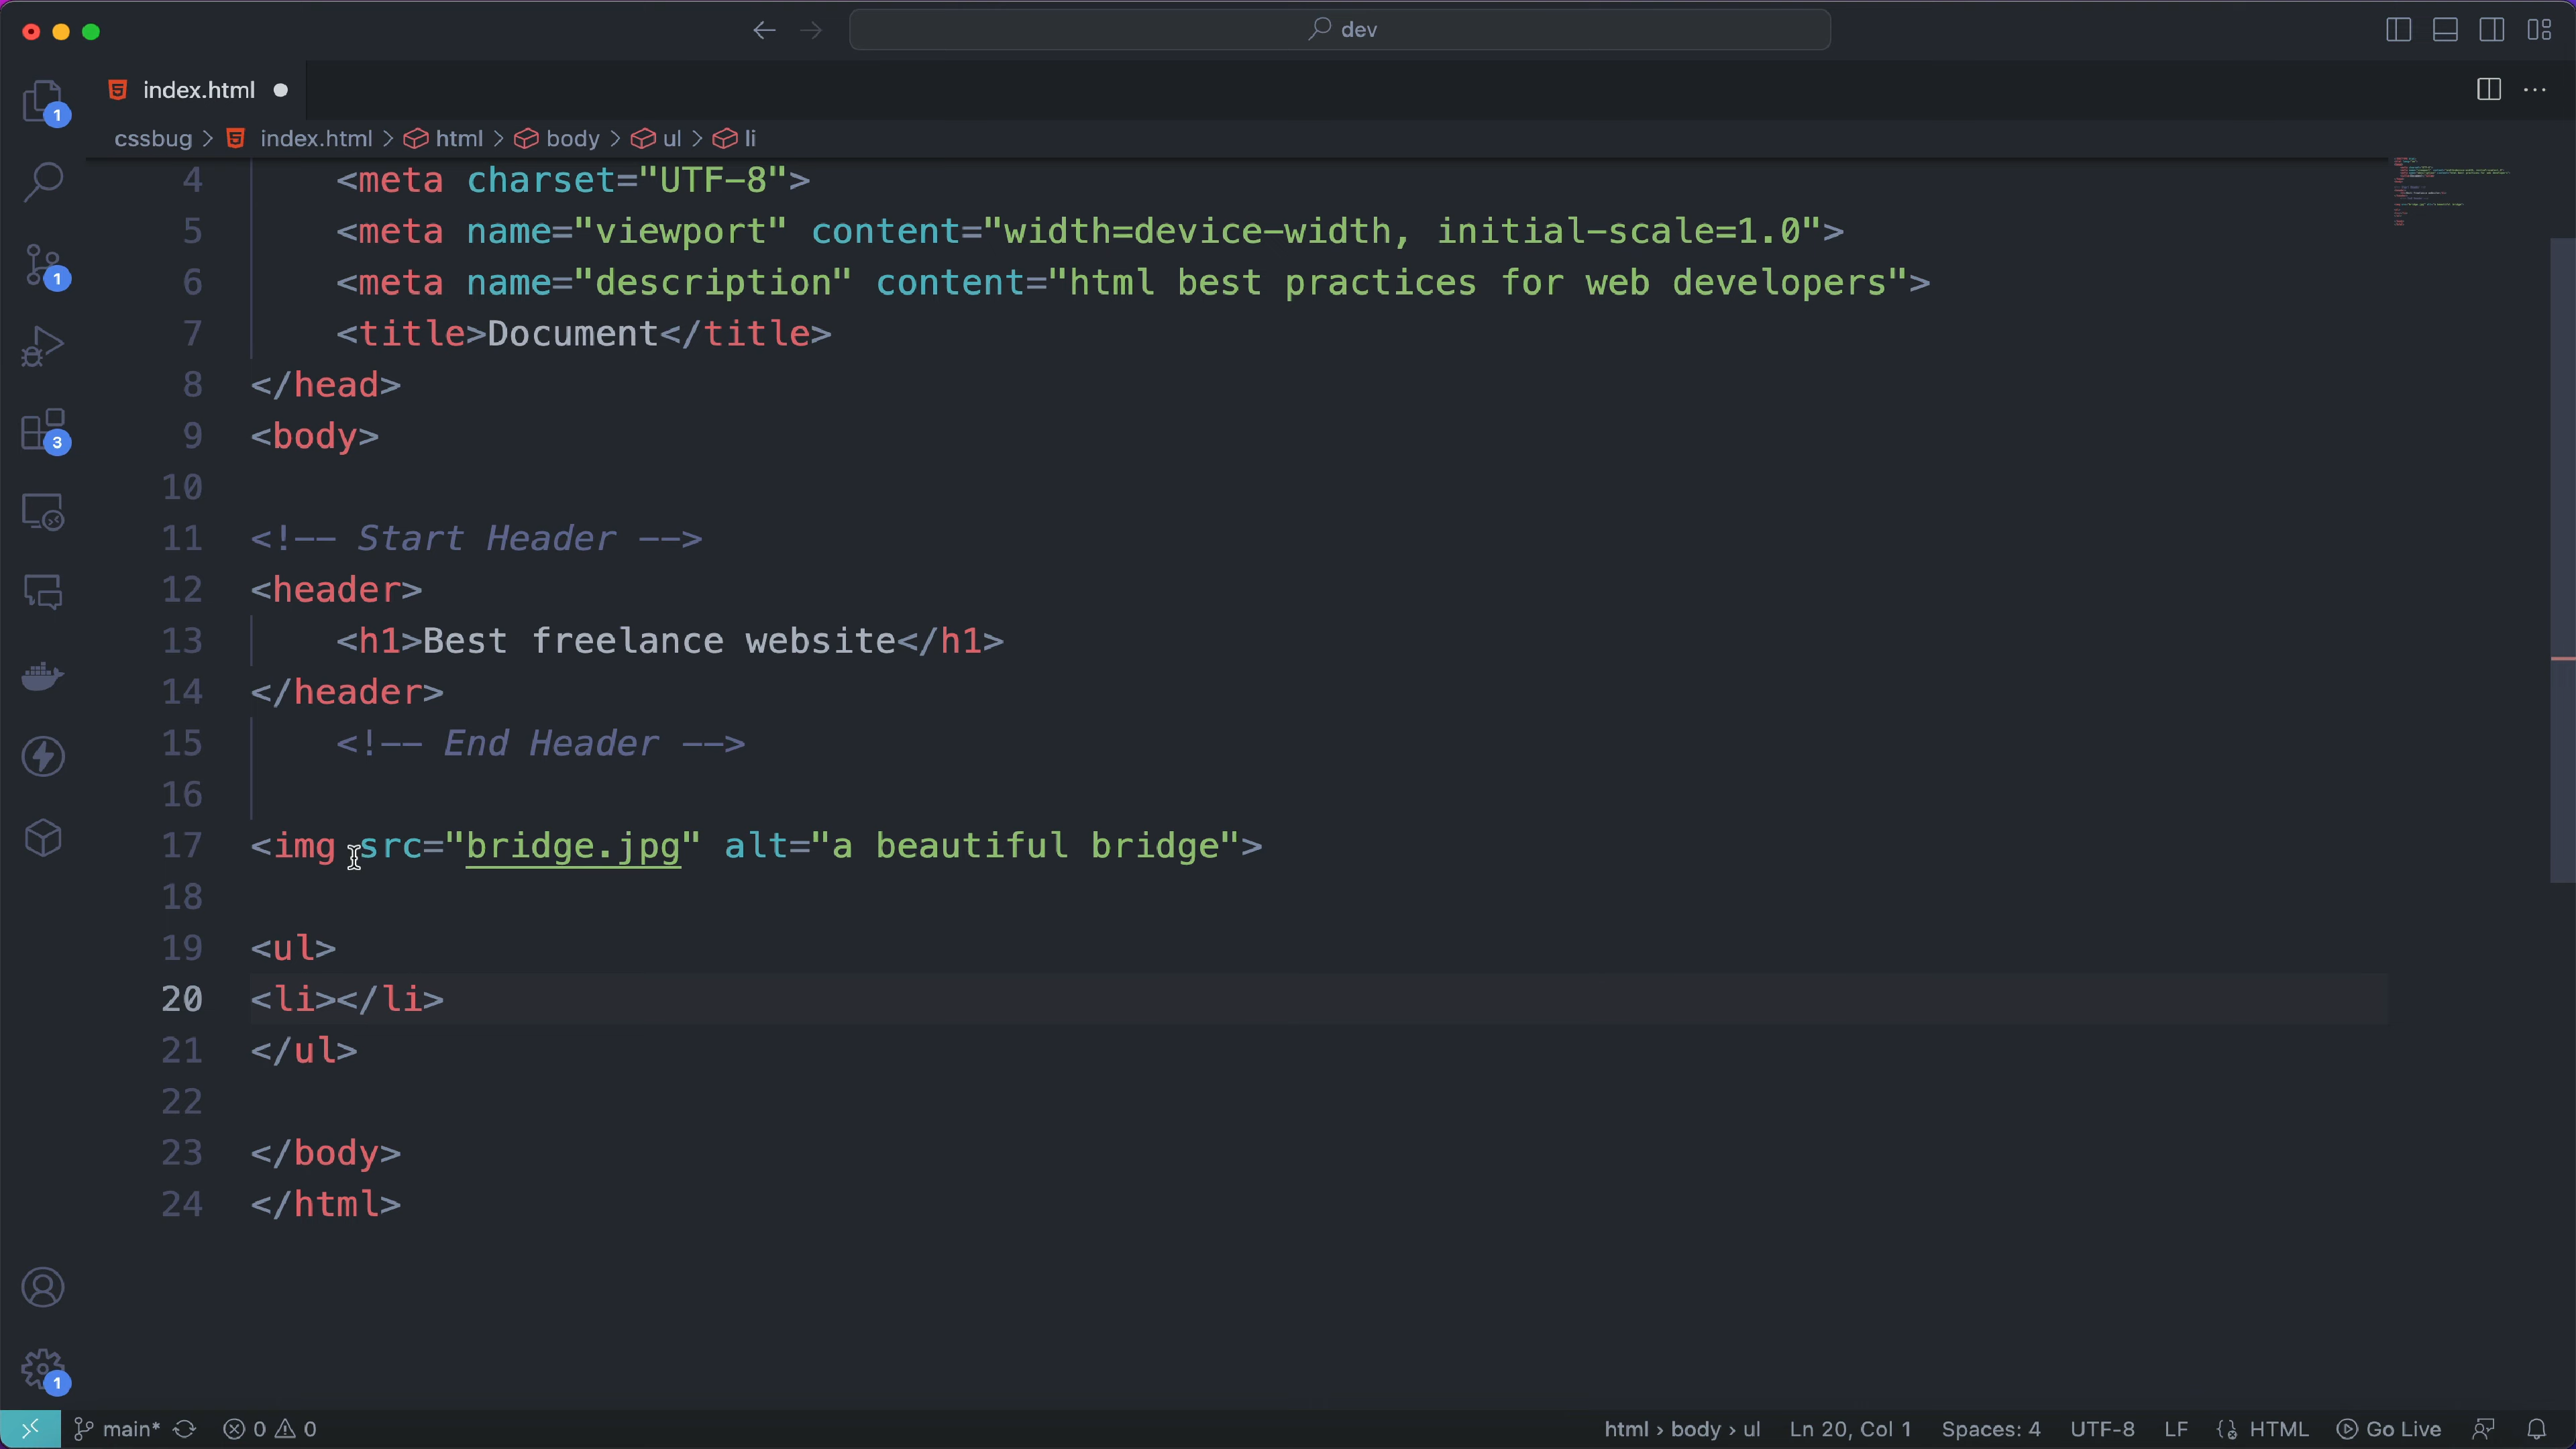 dev
index.html
cssbug > index.html > html > body > ul > li
4 <meta charset="UTF-8">
5 <meta name="viewport" content="width=device-width, initial-scale=1.0">
6 <meta name="description" content="html best practices for web developers">
7 <title>Document</title>
8 </head>
9 <body>
10
11 <!-- Start Header -->
12 <header>
13 <h1>Best freelance website</h1>
14 </header>
15 <!-- End Header -->
16
17 <img src="bridge.jpg" alt="a beautiful bridge">
18
19 <ul>
20 <li></li>
21 </ul>
22
23 </body>
24 </html>
1
1
3
1
main* 0 0 html > body > ul Ln 20, Col 1 Spaces: 4 UTF-8 LF HTML Go Live